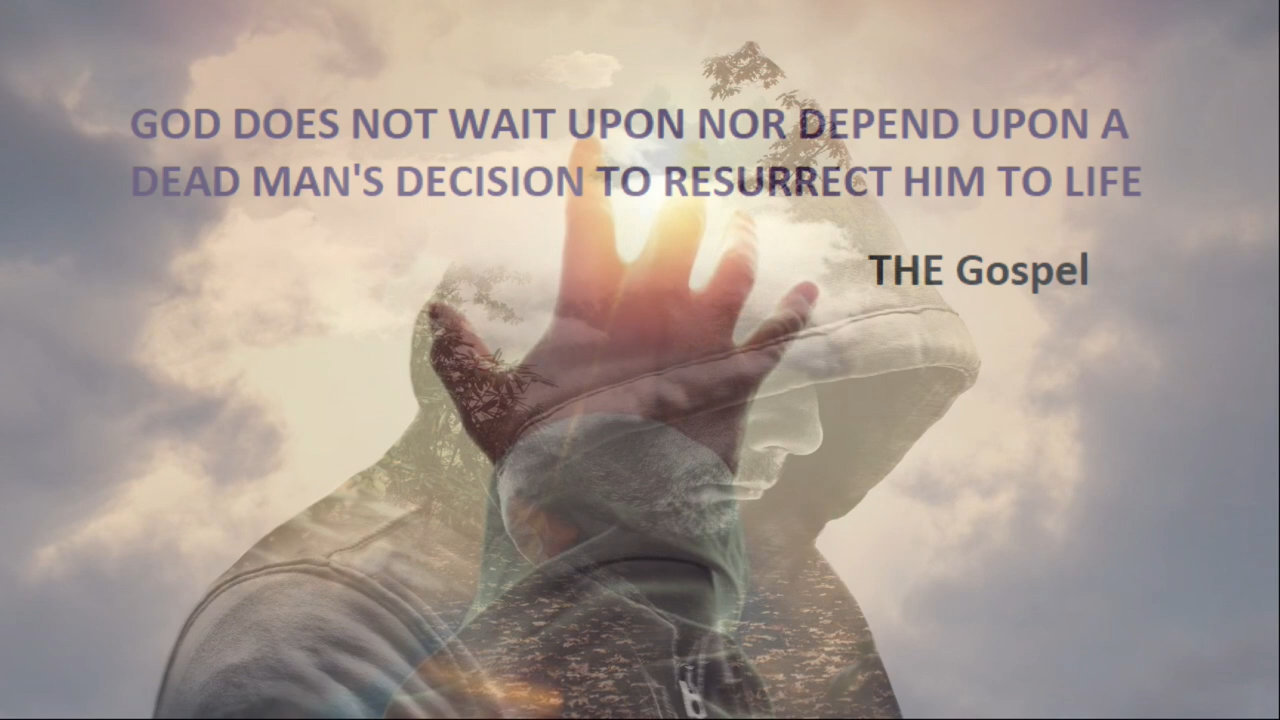 GOD DOES NOT WAIT UPON NOR DEPEND UPON A
DEAD MAN'S DECISION TO RESURRECT HIM TO LIFE
THE Gospel